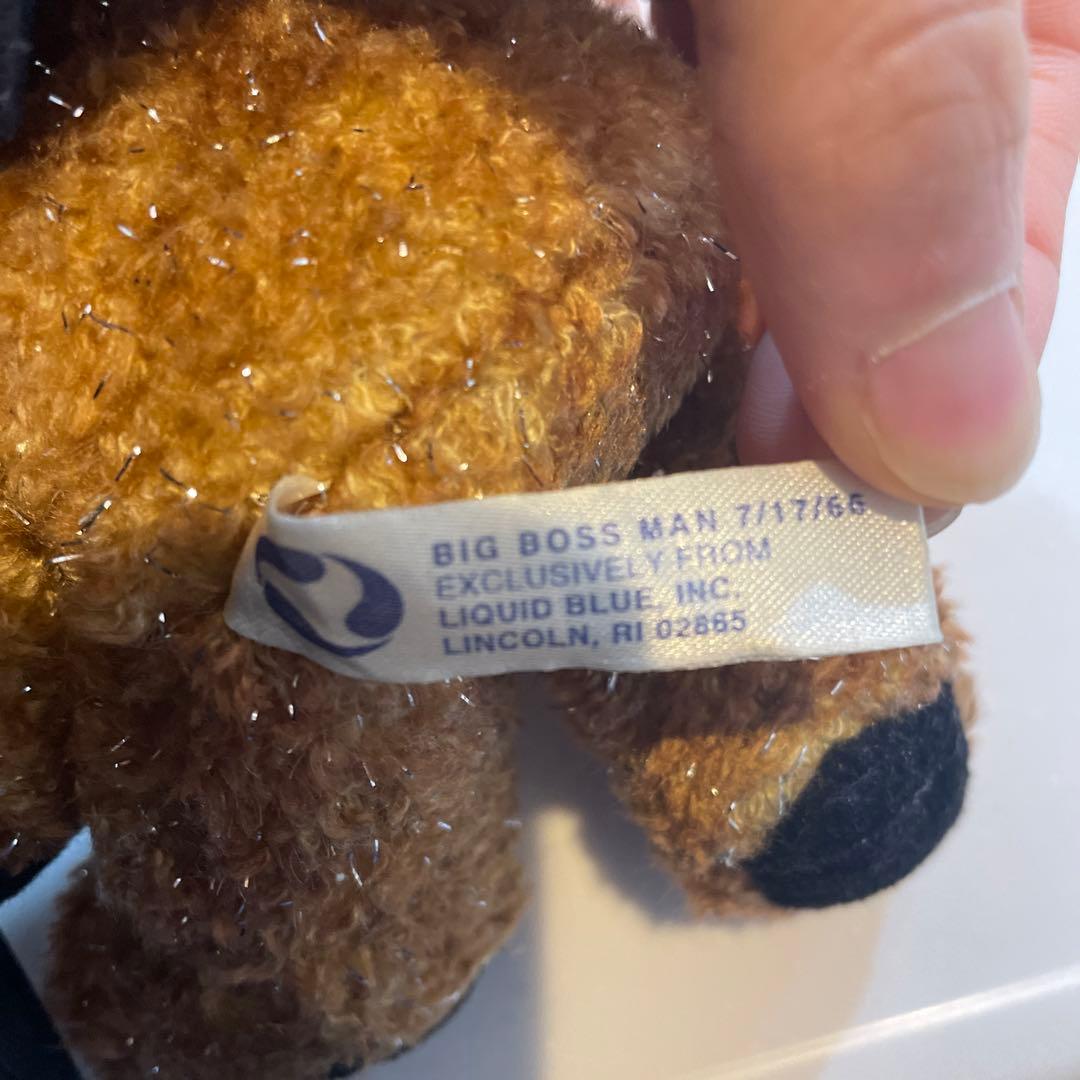 BIG BOSS MAN 7/17/66
EXCLUSIVELY FROM
LIQUID BLUE, INC.
LINCOLN, RI 02865